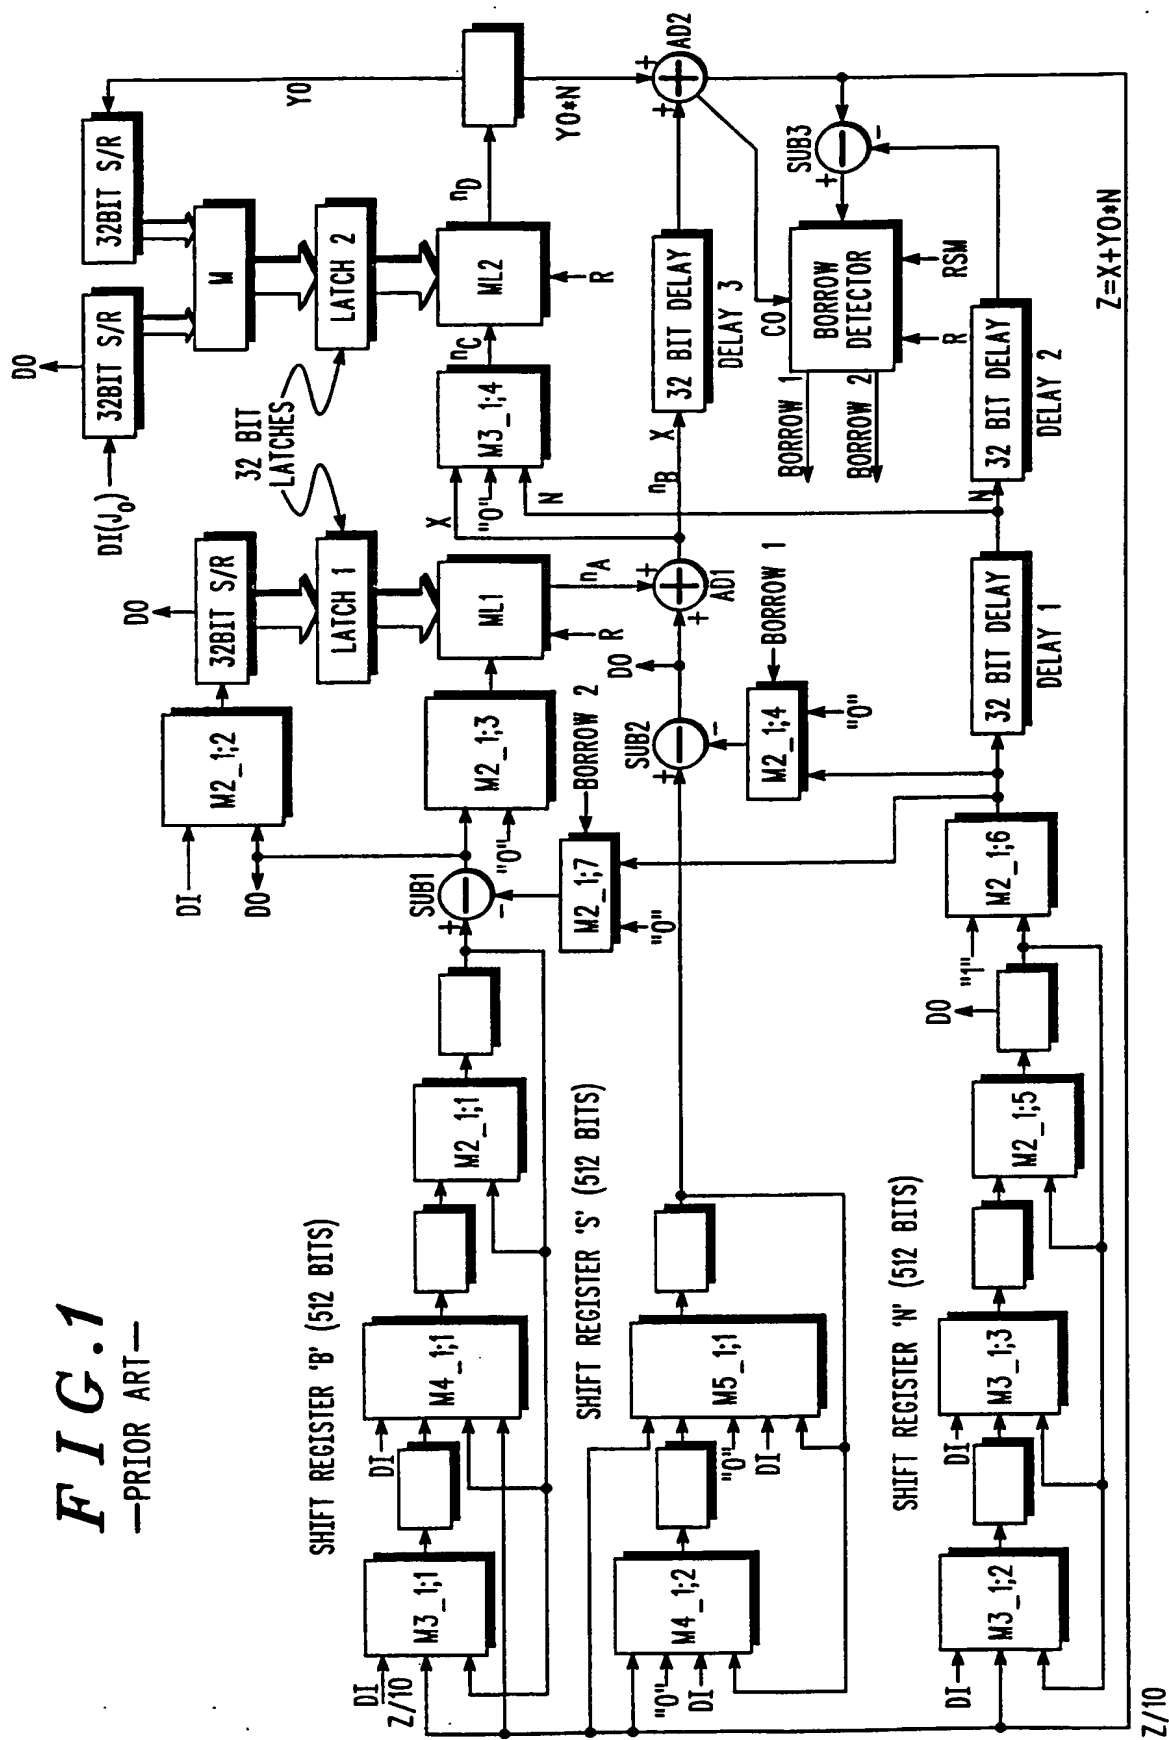 FIG.1
—PRIOR ART—
SHIFT REGISTER 'B' (512 BITS)
DI
Z/10
M3_1;1
DI
M4_1;1
M2_1;1
SUB1
+
-
DI
DO
M2_1;2
"0"
M2_1;3
32BIT S/R
DO
LATCH 1
ML1
R
nA
32 BIT
LATCHES
DI(J0)
DO
32BIT S/R
32BIT S/R
M
LATCH 2
ML2
R
nC
nD
Y0
X
"0"
N
M3_1;4
Y0*N
"0"
M2_1;7
BORROW 2
SHIFT REGISTER 'S' (512 BITS)
"0"
DI
M4_1;2
"0"
DI
M5_1;1
SUB2
+
-
DO
+
+
AD1
nB
X
32 BIT DELAY
DELAY 3
+
+
AD2
M2_1;4
"0"
BORROW 1
BORROW 1
BORROW 2
CO
BORROW
DETECTOR
R
RSM
SUB3
+
-
SHIFT REGISTER 'N' (512 BITS)
DI
M3_1;2
DI
M3_1;3
M2_1;5
DO
"1"
M2_1;6
32 BIT DELAY
DELAY 1
N
32 BIT DELAY
DELAY 2
Z=X+Y0*N
Z/10